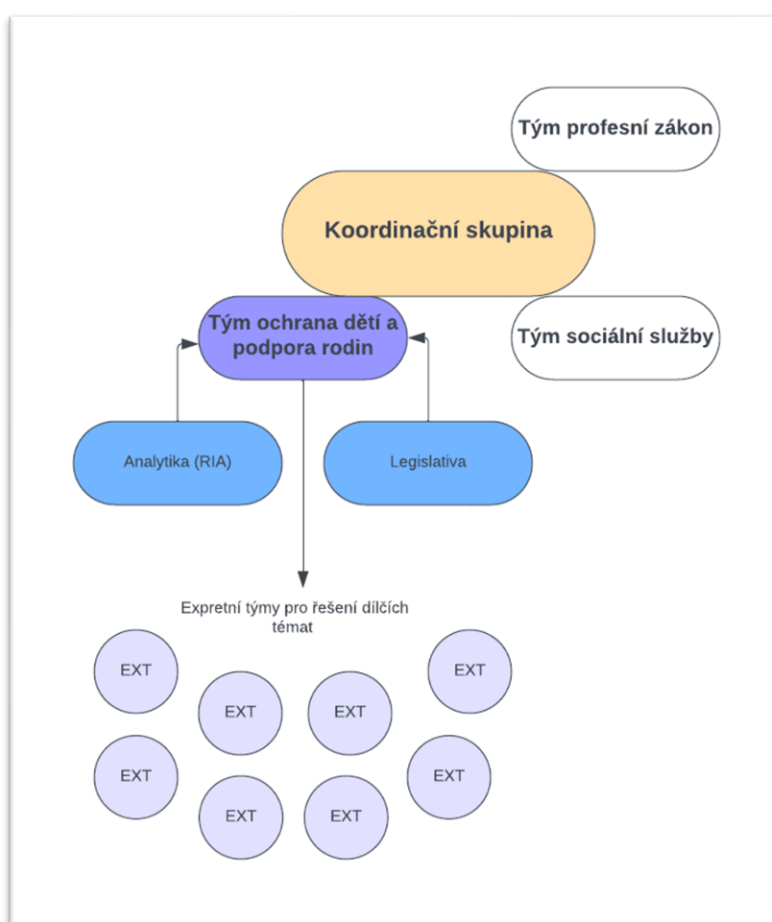 Tým profesní zákon
Koordinační skupina
Tým ochrana dětí a
podpora rodin
Tým sociální služby
Analytika (RIA)
Legislativa
Expretní týmy pro řešení dílčích
témat
EXT
EXT
EXT
EXT
EXT
EXT
EXT
EXT